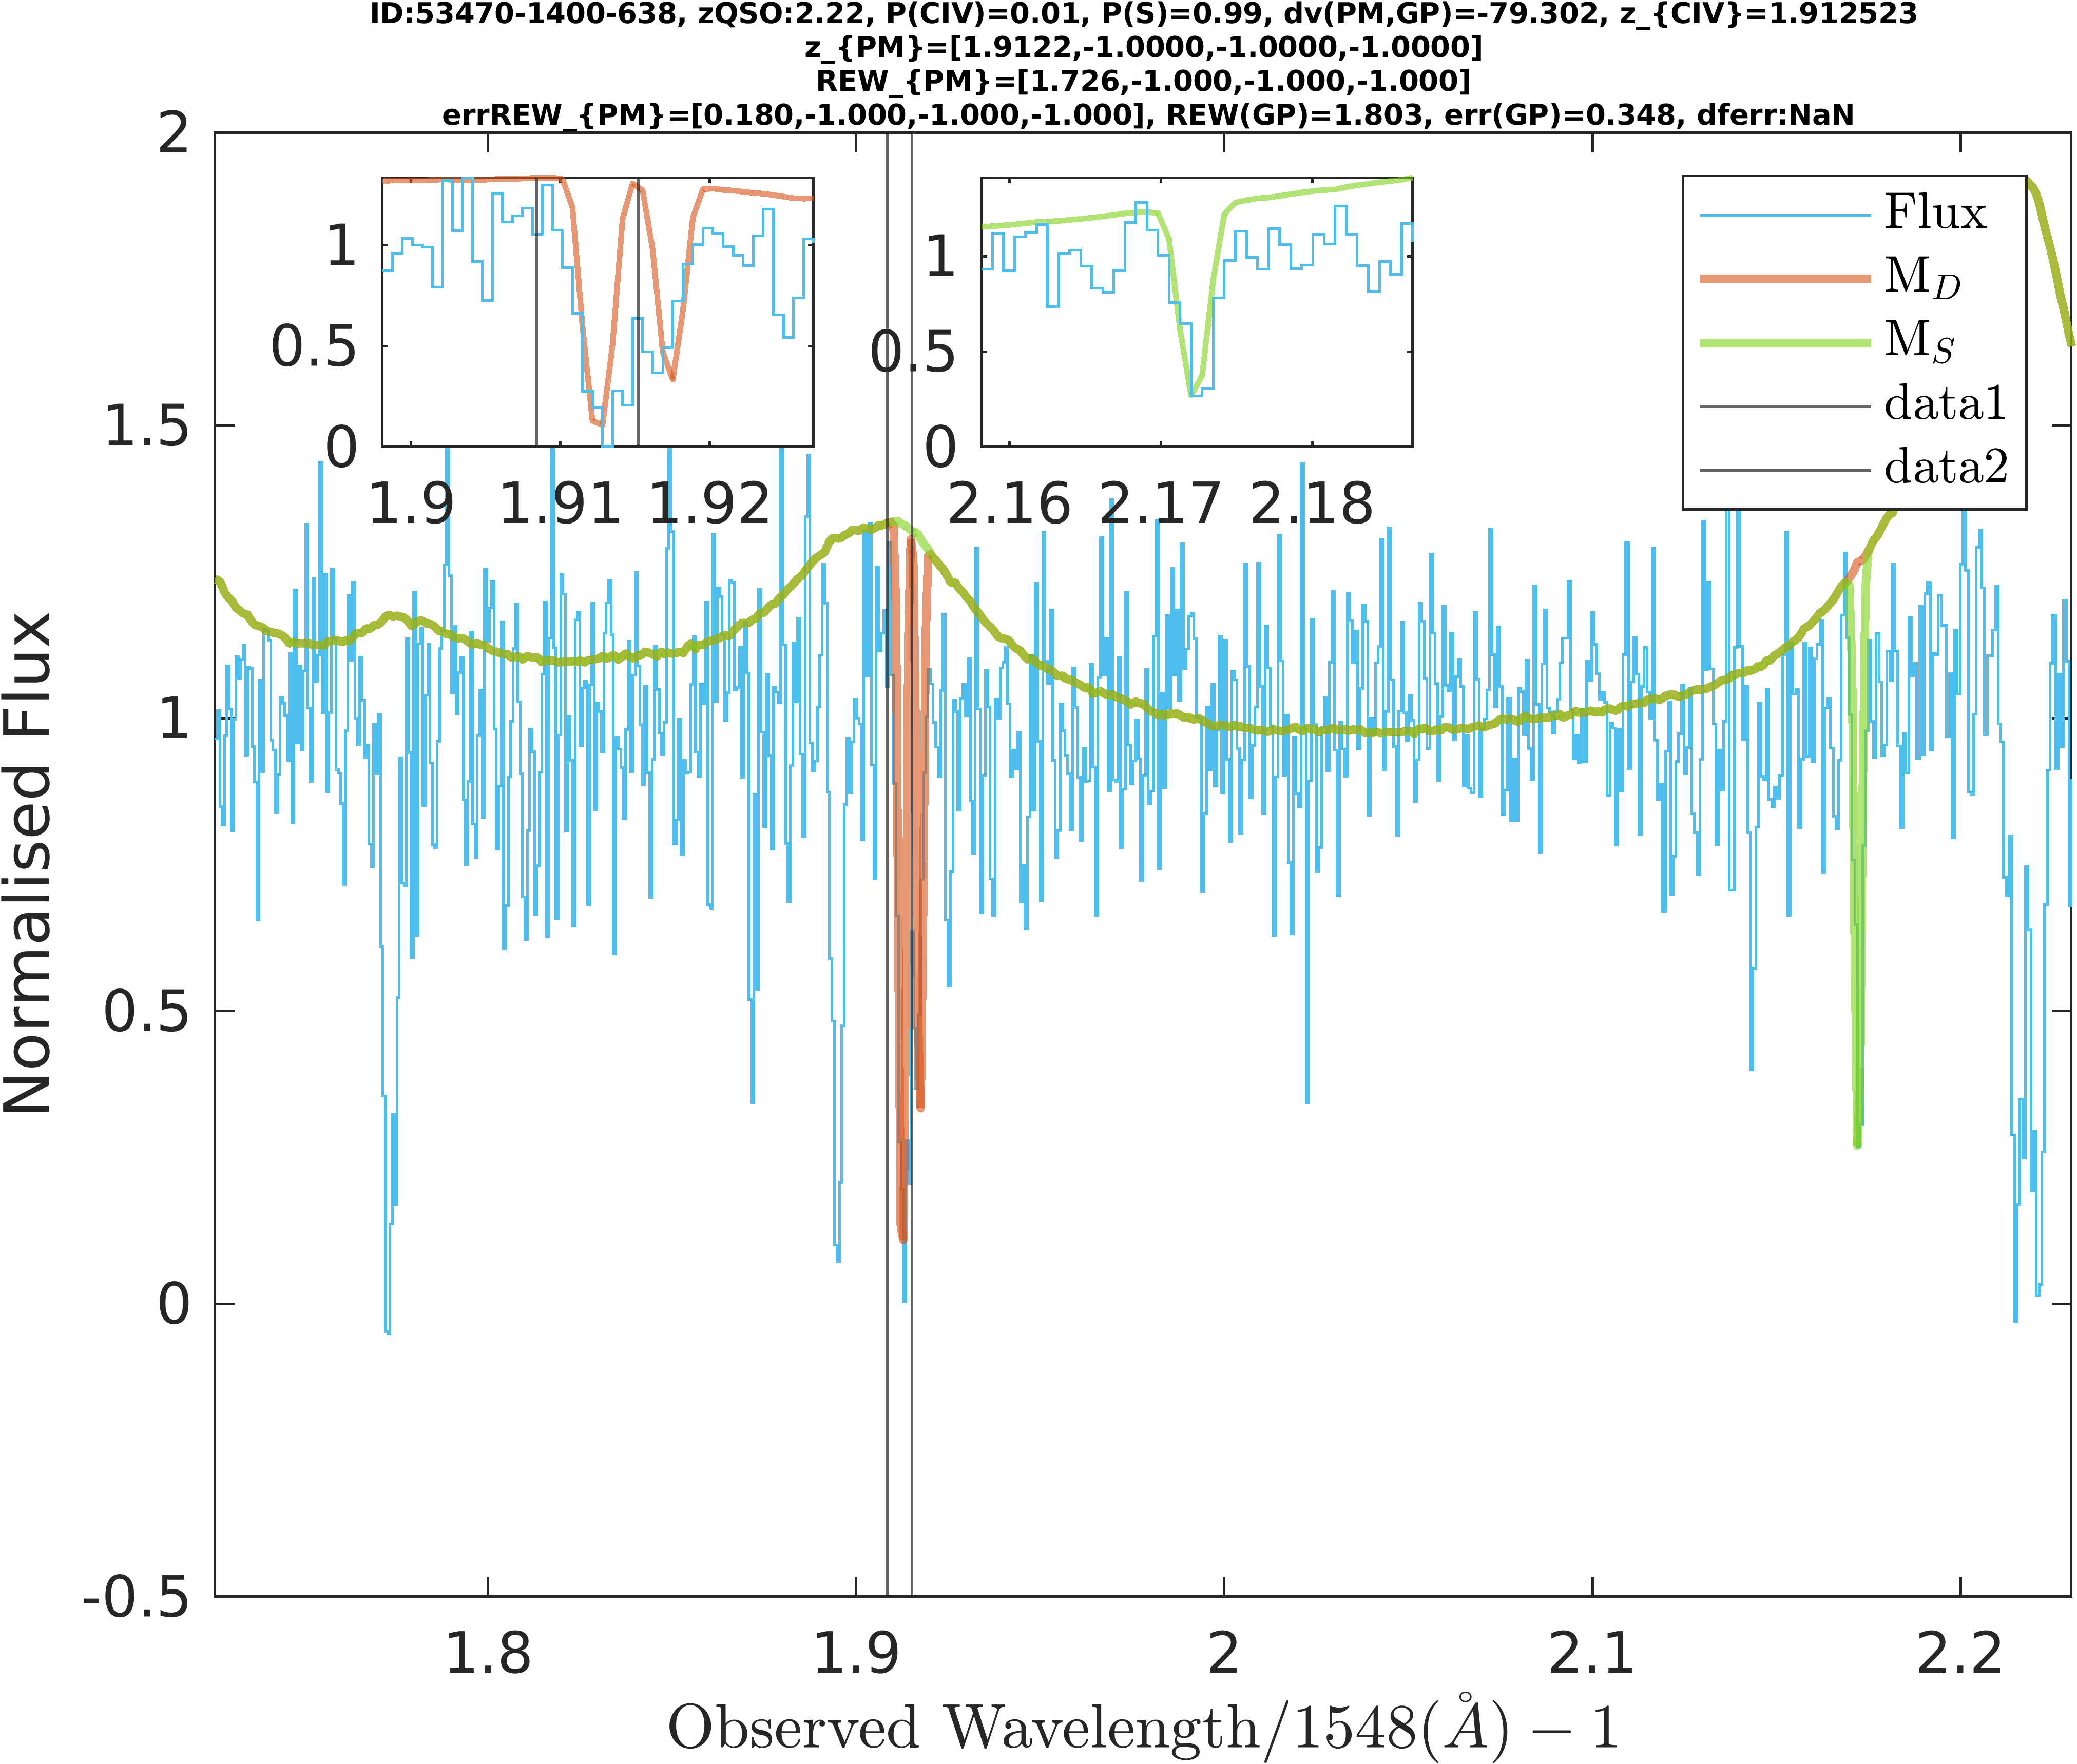 ID:53470-1400-638, zQSO:2.22, P(CIV)=0.01, P(S)=0.99, dv(PM,GP)=-79.302, z_{CIV}=1.912523
z_{PM}=[1.9122,-1.0000,-1.0000,-1.0000]
REW_{PM}=[1.726,-1.000,-1.000,-1.000]
errREW_{PM}=[0.180,-1.000,-1.000,-1.000], REW(GP)=1.803, err(GP)=0.348, dferr:NaN
2
1.5
1
0.5
0
-0.5
Normalised Flux
1
0.5
0
1.9 1.91 1.92
1
0.5
0
2.16 2.17 2.18
Flux
M_D
M_S
data1
data2
1.8 1.9 2 2.1 2.2
Observed Wavelength/1548(Å) − 1